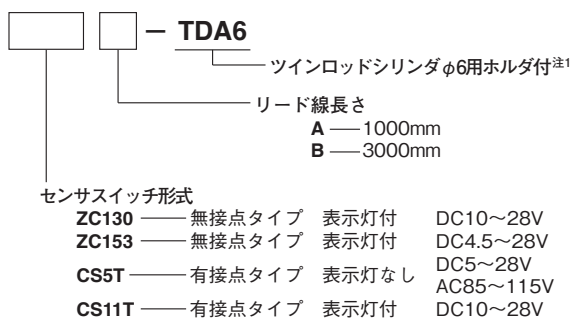 − TDA6
ツインロッドシリンダφ6用ホルダ付注1
リード線長さ
A ── 1000mm
B ── 3000mm
センサスイッチ形式
ZC130 ── 無接点タイプ 表示灯付 DC10〜28V
ZC153 ── 無接点タイプ 表示灯付 DC4.5〜28V
CS5T ── 有接点タイプ 表示灯なし DC5〜28V
AC85〜115V
CS11T ── 有接点タイプ 表示灯付 DC10〜28V